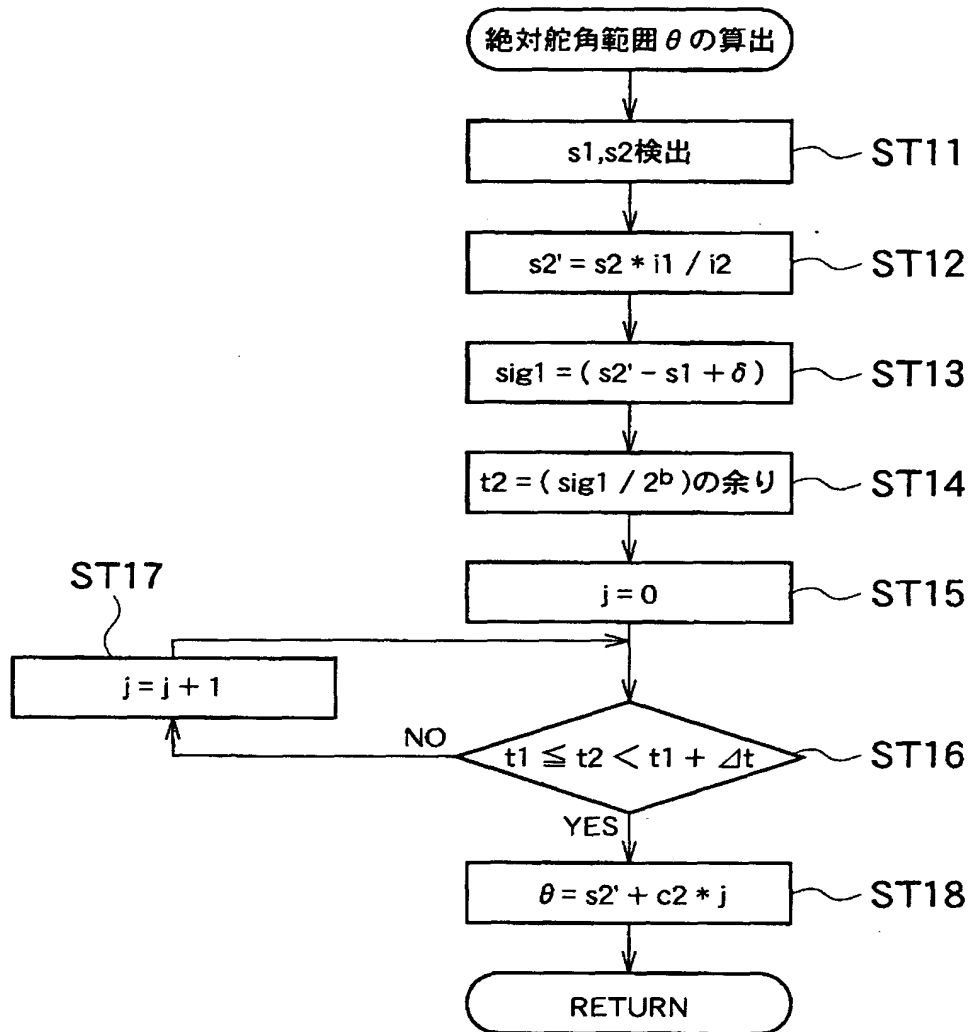 絶対舵角範囲θの算出
s1,s2検出
ST11
s2' = s2 * i1 / i2
ST12
sig1 = ( s2' - s1 + δ )
ST13
t2 = ( sig1 / 2ᵇ )の余り
ST14
j = 0
ST15
ST17
j = j + 1
NO
t1 ≦ t2 < t1 + ⊿t
ST16
YES
θ = s2' + c2 * j
ST18
RETURN